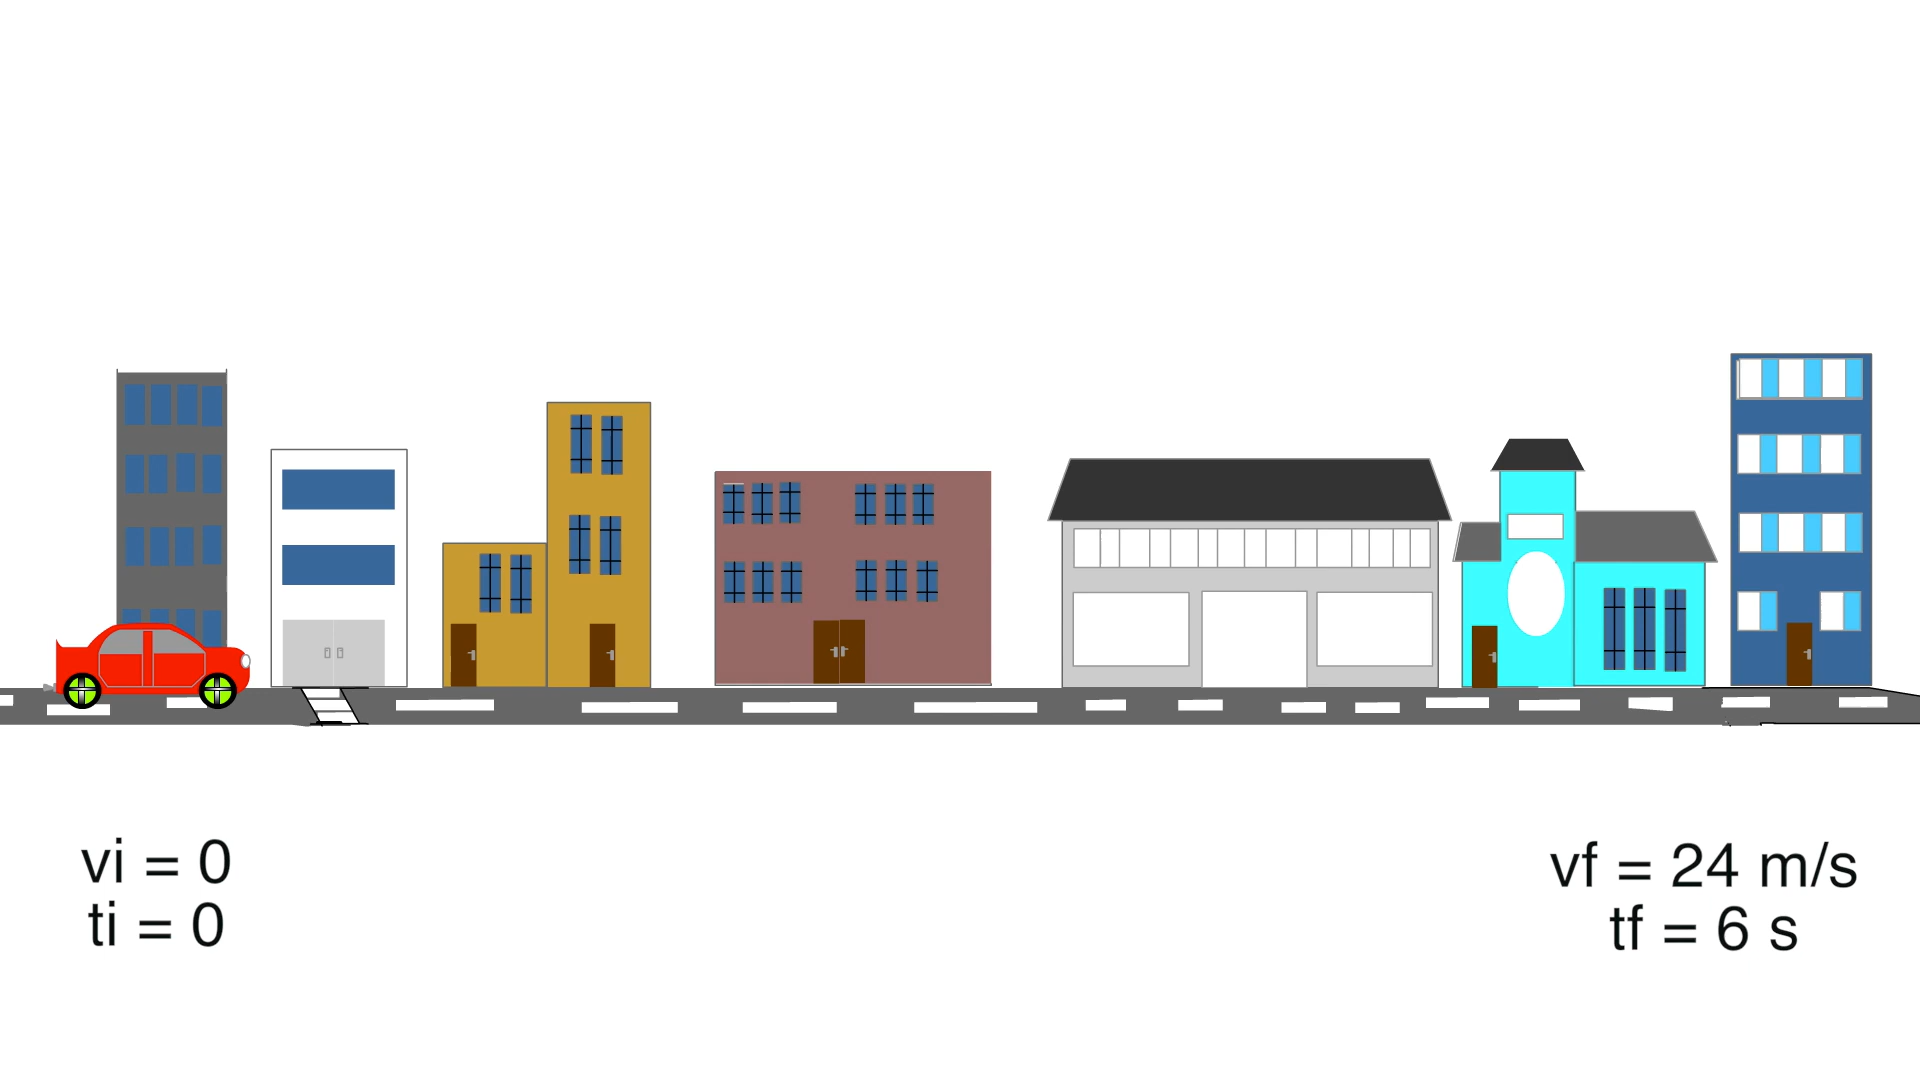 vi = 0
ti = 0
vf = 24 m/s
tf = 6 s